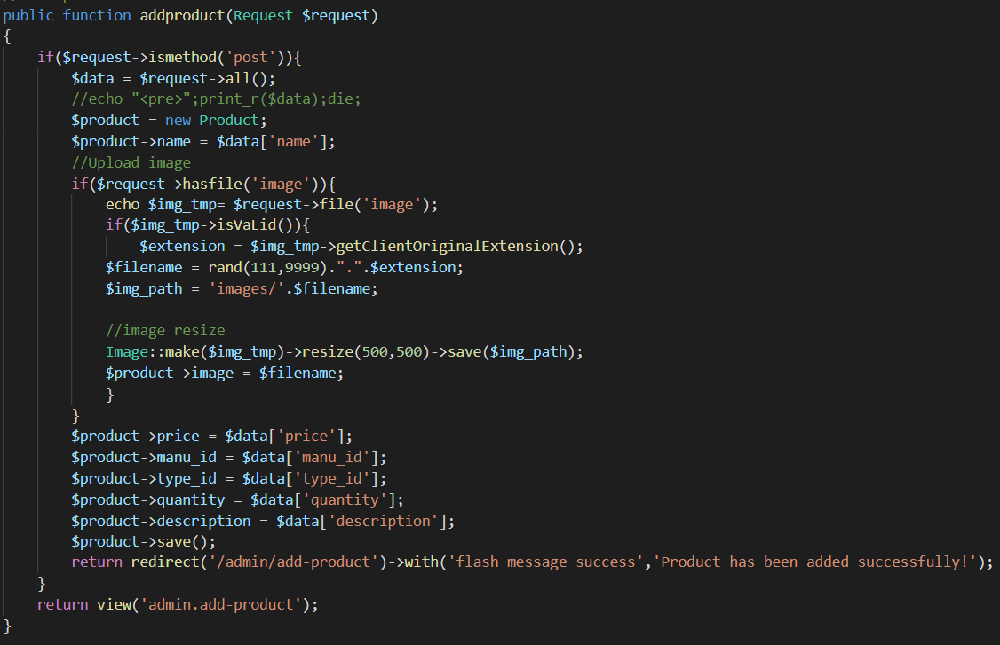 public function addproduct(Request $request)
{
    if($request->ismethod('post')){
        $data = $request->all();
        //echo "<pre>";print_r($data);die;
        $product = new Product;
        $product->name = $data['name'];
        //Upload image
        if($request->hasfile('image')){
            echo $img_tmp= $request->file('image');
            if($img_tmp->isVaLid()){
                $extension = $img_tmp->getClientOriginalExtension();
            $filename = rand(111,9999).".".$extension;
            $img_path = 'images/'.$filename;

            //image resize
            Image::make($img_tmp)->resize(500,500)->save($img_path);
            $product->image = $filename;
            }
        }
        $product->price = $data['price'];
        $product->manu_id = $data['manu_id'];
        $product->type_id = $data['type_id'];
        $product->quantity = $data['quantity'];
        $product->description = $data['description'];
        $product->save();
        return redirect('/admin/add-product')->with('flash_message_success','Product has been added successfully!');
    }
    return view('admin.add-product');
}